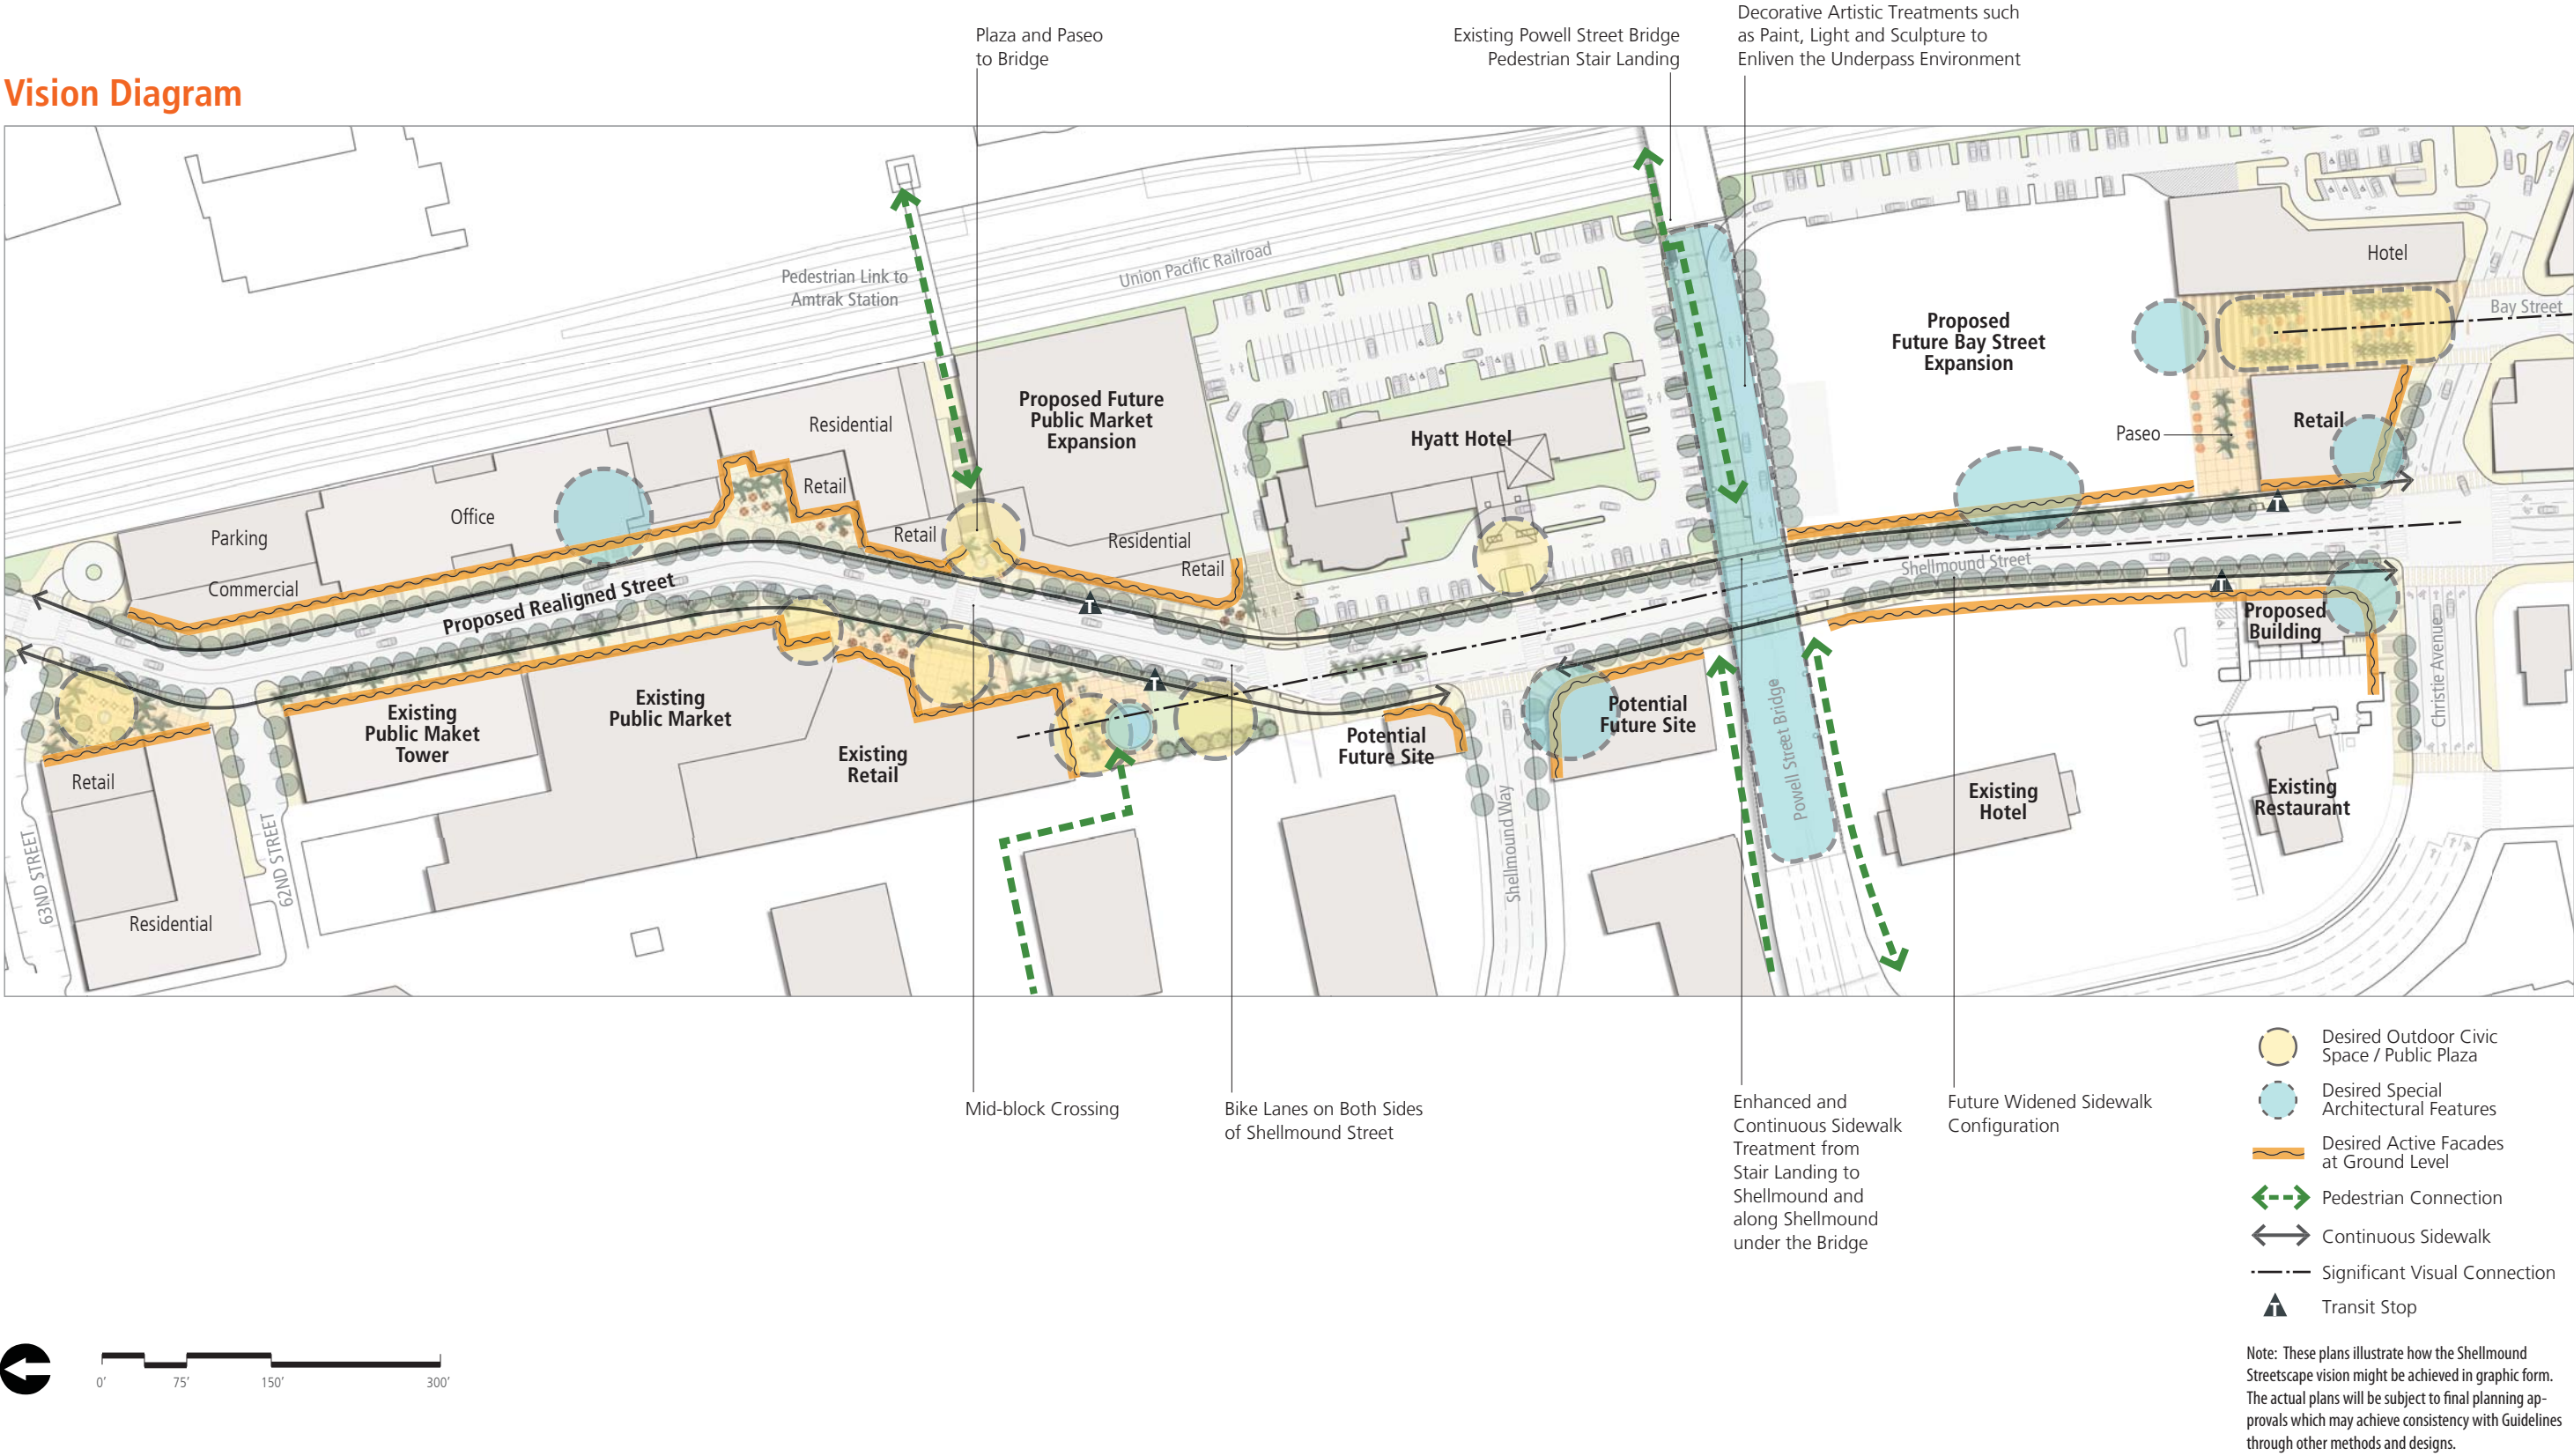 Plaza and Paseo
to Bridge
Existing Powell Street Bridge
Pedestrian Stair Landing
Decorative Artistic Treatments such
as Paint, Light and Sculpture to
Enliven the Underpass Environment
Vision Diagram
Pedestrian Link to
Amtrak Station
Union Pacific Railroad
Hotel
Bay Street
Proposed
Future Bay Street
Expansion
Proposed Future
Public Market
Expansion
Residential
Hyatt Hotel
Paseo
Retail
Retail
Office
Parking
Retail
Residential
Retail
Commercial
Proposed Realigned Street
Shellmound Street
Proposed
Building
Christie Avenue
Existing
Public Maket
Tower
Existing
Public Market
Existing
Retail
Potential
Future Site
Potential
Future Site
Powell Street Bridge
Shellmound Way
Existing
Hotel
Existing
Restaurant
Retail
63ND STREET
62ND STREET
Residential
T
T
T
T
Mid-block Crossing
Bike Lanes on Both Sides
of Shellmound Street
Enhanced and
Continuous Sidewalk
Treatment from
Stair Landing to
Shellmound and
along Shellmound
under the Bridge
Future Widened Sidewalk
Configuration
Desired Outdoor Civic
Space / Public Plaza
Desired Special
Architectural Features
Desired Active Facades
at Ground Level
Pedestrian Connection
Continuous Sidewalk
Significant Visual Connection
T Transit Stop
0' 75' 150' 300'
Note: These plans illustrate how the Shellmound
Streetscape vision might be achieved in graphic form.
The actual plans will be subject to final planning ap-
provals which may achieve consistency with Guidelines
through other methods and designs.